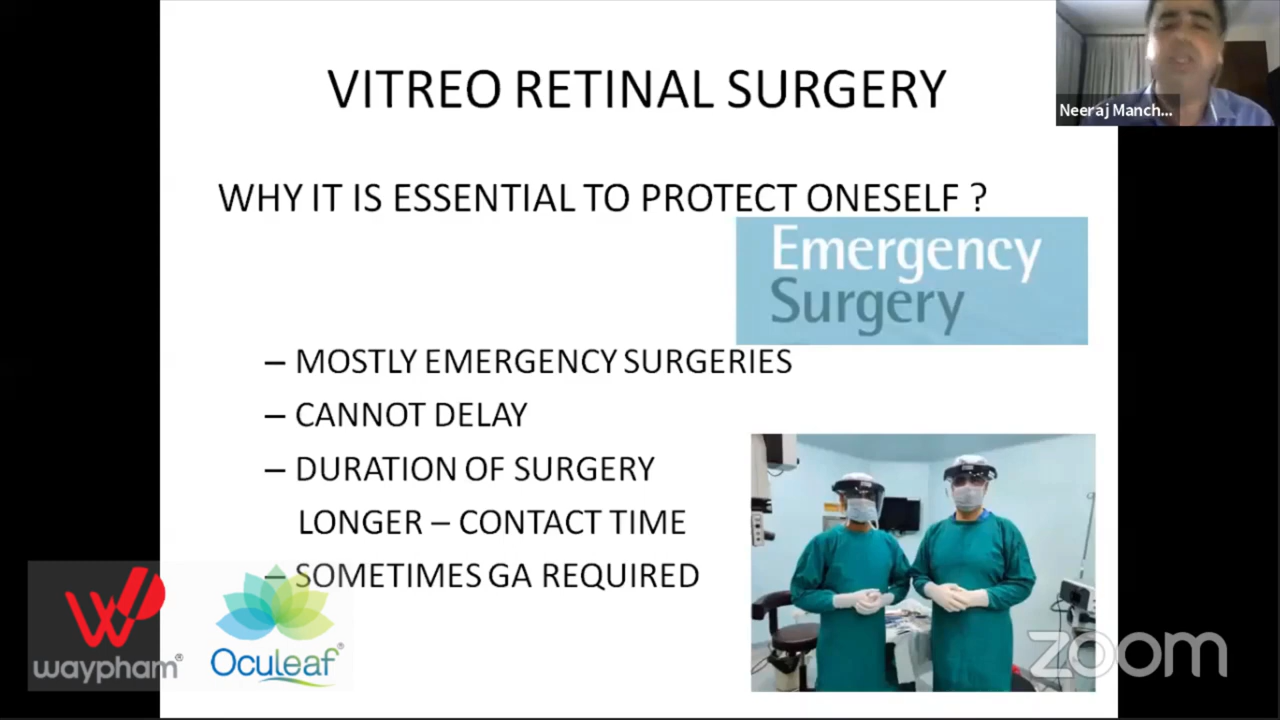 VITREO RETINAL SURGERY
Neeraj Manch...
WHY IT IS ESSENTIAL TO PROTECT ONESELF ?
Emergency
Surgery
– MOSTLY EMERGENCY SURGERIES
– CANNOT DELAY
– DURATION OF SURGERY
LONGER – CONTACT TIME
– SOMETIMES GA REQUIRED
waypham®
Oculeaf®
zoom